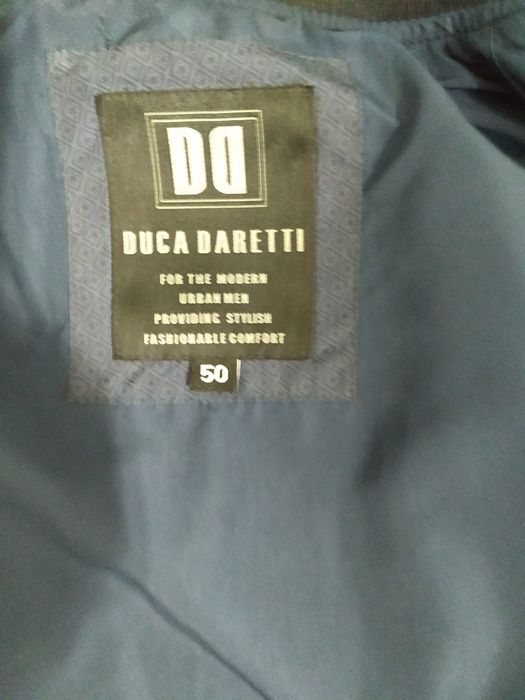 DD
DUCA DARETTI
FOR THE MODERN
URBAN MEN
PROVIDING STYLISH
FASHIONABLE COMFORT
50